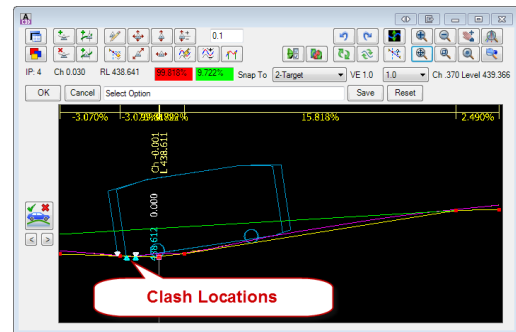 A
0.1
IP: 4 Ch 0.030 RL 438.641 99.818% 9.722% Snap To 2-Target VE 1.0 1.0 Ch .370 Level 439.366
OK Cancel Select Option Save Reset
-3.070% 15.818% 2.490%
Ch -0.001
L 438.611
0.000
438.612
< >
Clash Locations